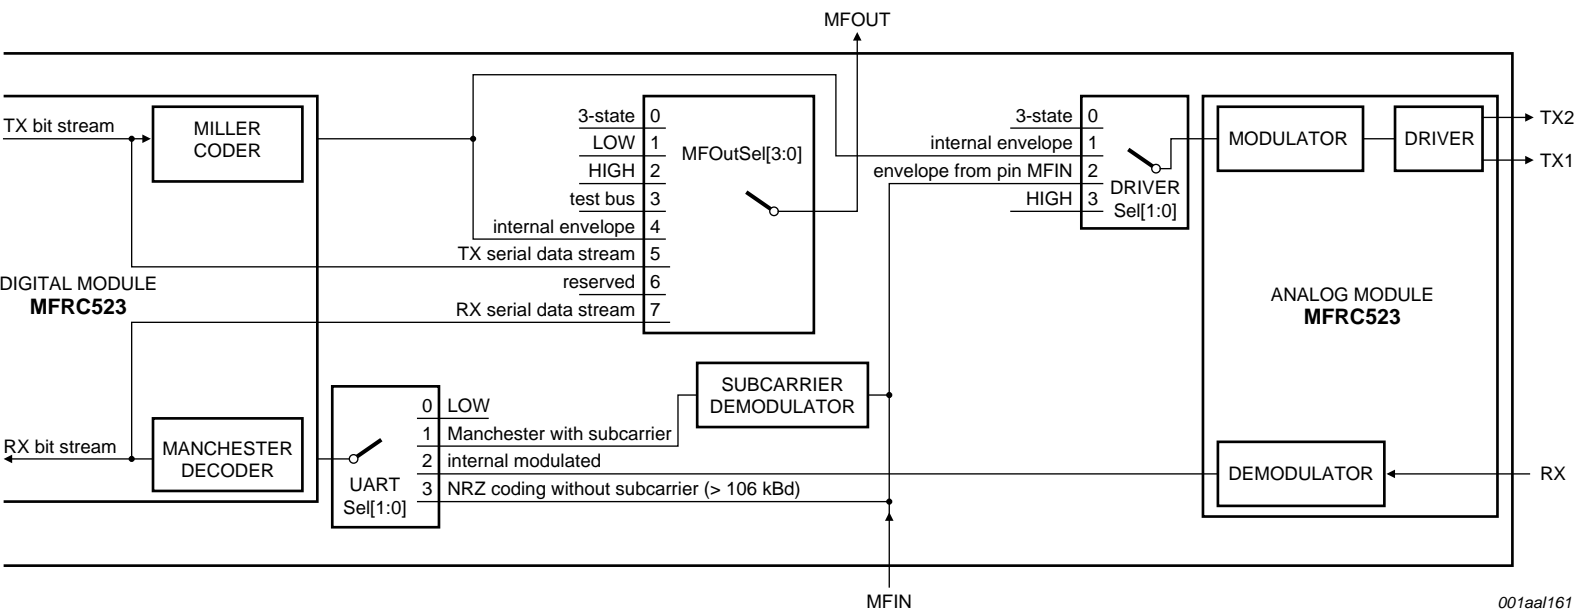 MFOUT
TX bit stream
MILLER
CODER
3-state 0
LOW 1
HIGH 2
test bus 3
internal envelope 4
TX serial data stream 5
reserved 6
RX serial data stream 7
MFOutSel[3:0]
3-state 0
internal envelope 1
envelope from pin MFIN 2
HIGH 3
DRIVER
Sel[1:0]
MODULATOR
DRIVER
TX2
TX1
DIGITAL MODULE
MFRC523
ANALOG MODULE
MFRC523
SUBCARRIER
DEMODULATOR
0 LOW
1 Manchester with subcarrier
2 internal modulated
3 NRZ coding without subcarrier (> 106 kBd)
UART
Sel[1:0]
RX bit stream
MANCHESTER
DECODER
DEMODULATOR
RX
MFIN
001aal161